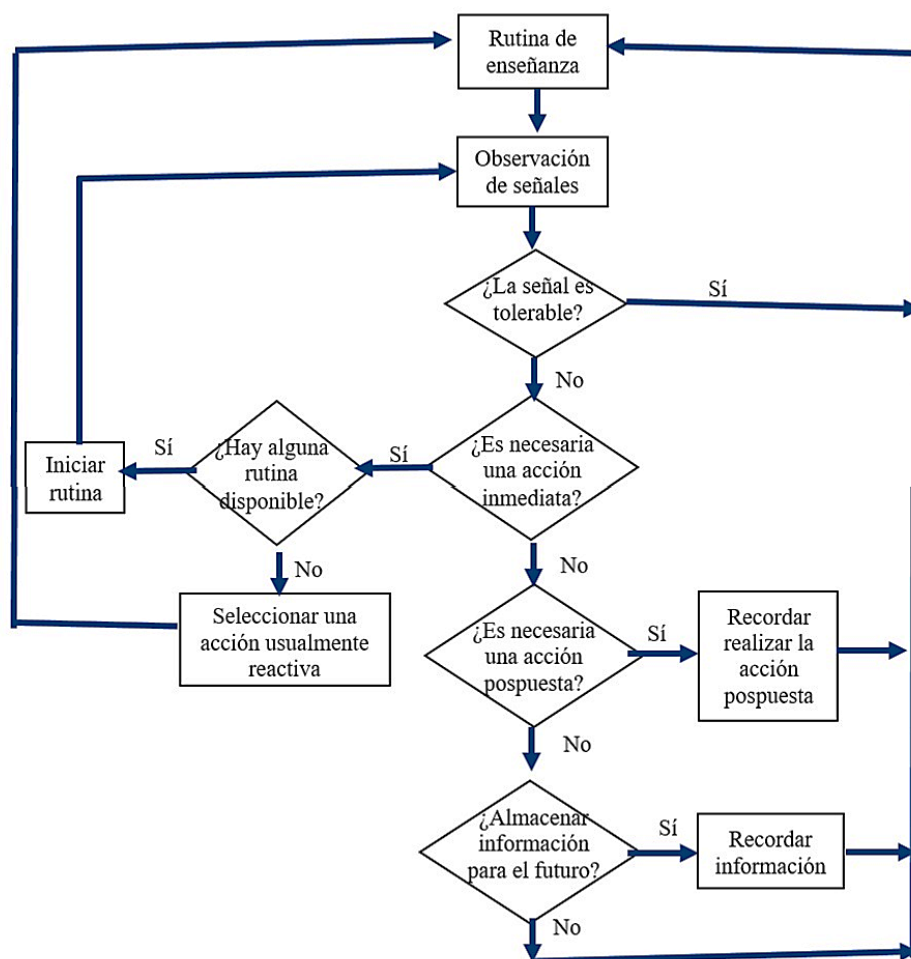 Rutina de
enseñanza
Observación
de señales
¿La señal es
tolerable?
Sí
No
¿Es necesaria
una acción
inmediata?
Sí
¿Hay alguna
rutina
disponible?
Sí
Iniciar
rutina
No
Seleccionar una
acción usualmente
reactiva
No
¿Es necesaria
una acción
pospuesta?
Sí
Recordar
realizar la
acción
pospuesta
No
¿Almacenar
información
para el futuro?
Sí
Recordar
información
No